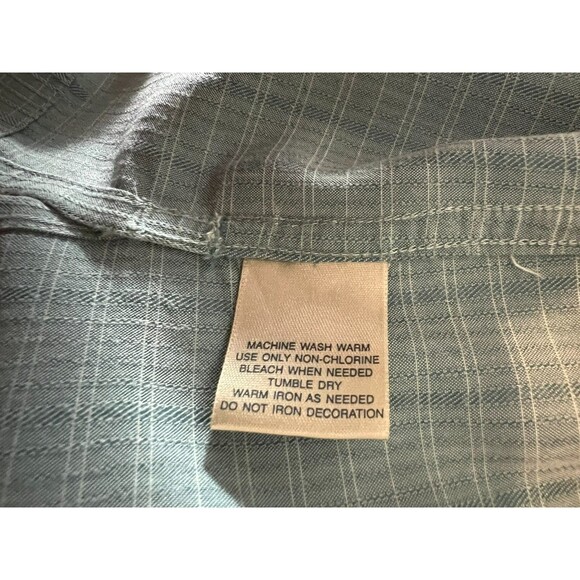 MACHINE WASH WARM
USE ONLY NON-CHLORINE
BLEACH WHEN NEEDED
TUMBLE DRY
WARM IRON AS NEEDED
DO NOT IRON DECORATION